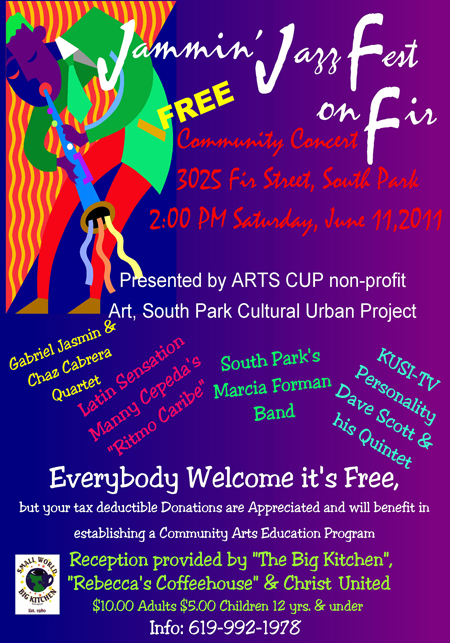 Jammin' Jazz Fest
on Fir
FREE
Community Concert
3025 Fir Street, South Park
2:00 PM Saturday, June 11,2011
Presented by ARTS CUP non-profit
Art, South Park Cultural Urban Project
Gabriel Jasmin &
Chaz Cabrera
Quartet
Latin Sensation
Manny Cepeda's
"Ritmo Caribe"
South Park's
Marcia Forman
Band
KUSI-TV
Personality
Dave Scott &
his Quintet
Everybody Welcome it's Free,
but your tax deductible Donations are Appreciated and will benefit in
establishing a Community Arts Education Program
SMALL WORLD
BIG KITCHEN
Est. 1980
Reception provided by "The Big Kitchen",
"Rebecca's Coffeehouse" & Christ United
$10.00 Adults $5.00 Children 12 yrs. & under
Info: 619-992-1978